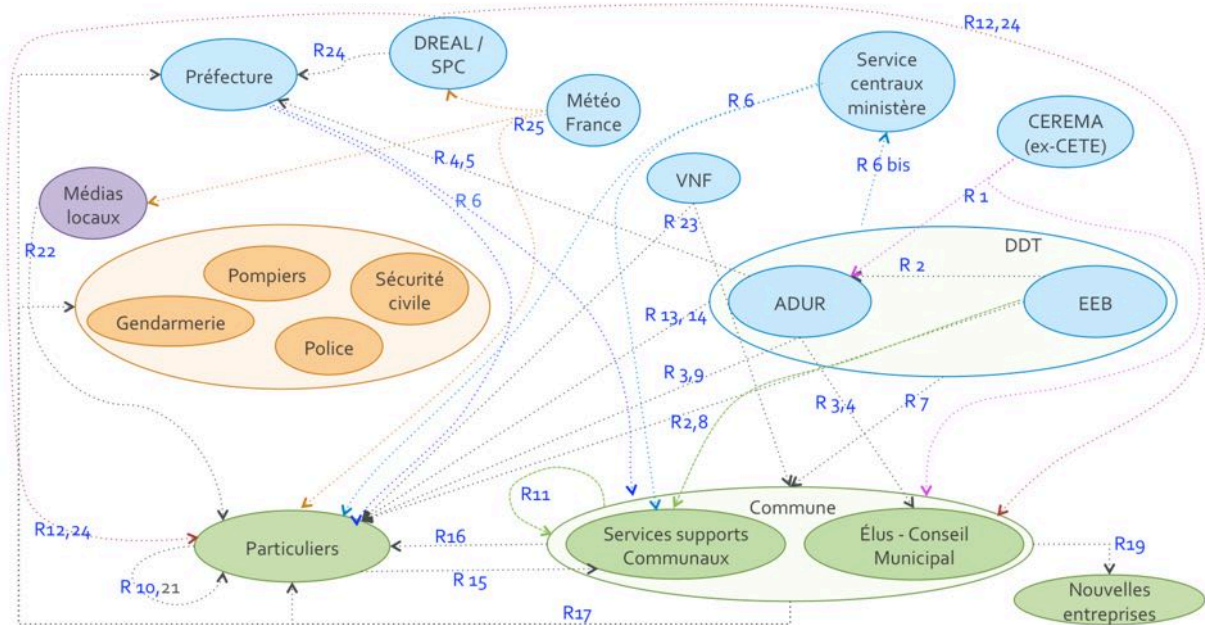 R12,24
R24
DREAL /
SPC
Préfecture
Service
centraux
ministère
Météo
France
R 6
R25
CEREMA
(ex-CETE)
R 4,5
VNF
R 6 bis
Médias
locaux
R 1
R 6
R 23
R22
DDT
Pompiers
Sécurité
civile
R 2
Gendarmerie
ADUR
EEB
R 13, 14
Police
R 3,9
R 3,4
R 7
R2,8
R11
Commune
R12,24
R16
Particuliers
Services supports
Communaux
Élus - Conseil
Municipal
R19
R 10,21
R 15
R17
Nouvelles
entreprises